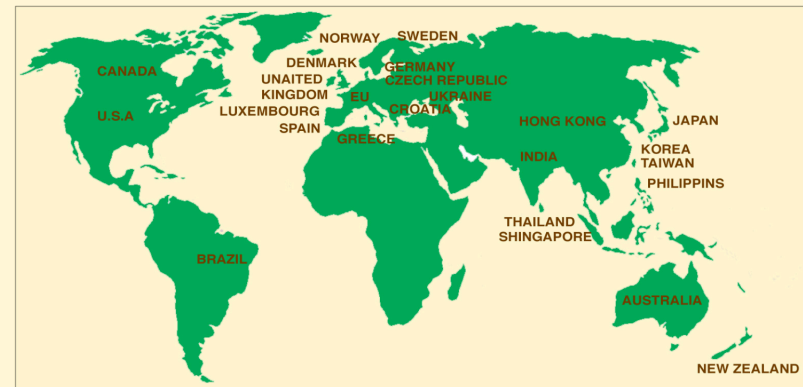 NORWAY
SWEDEN
DENMARK
GERMANY
CANADA
UNAITED
KINGDOM
CZECH REPUBLIC
EU
UKRAINE
LUXEMBOURG
CROATIA
U.S.A
SPAIN
GREECE
HONG KONG
JAPAN
INDIA
KOREA
TAIWAN
PHILIPPINS
THAILAND
SHINGAPORE
BRAZIL
AUSTRALIA
NEW ZEALAND